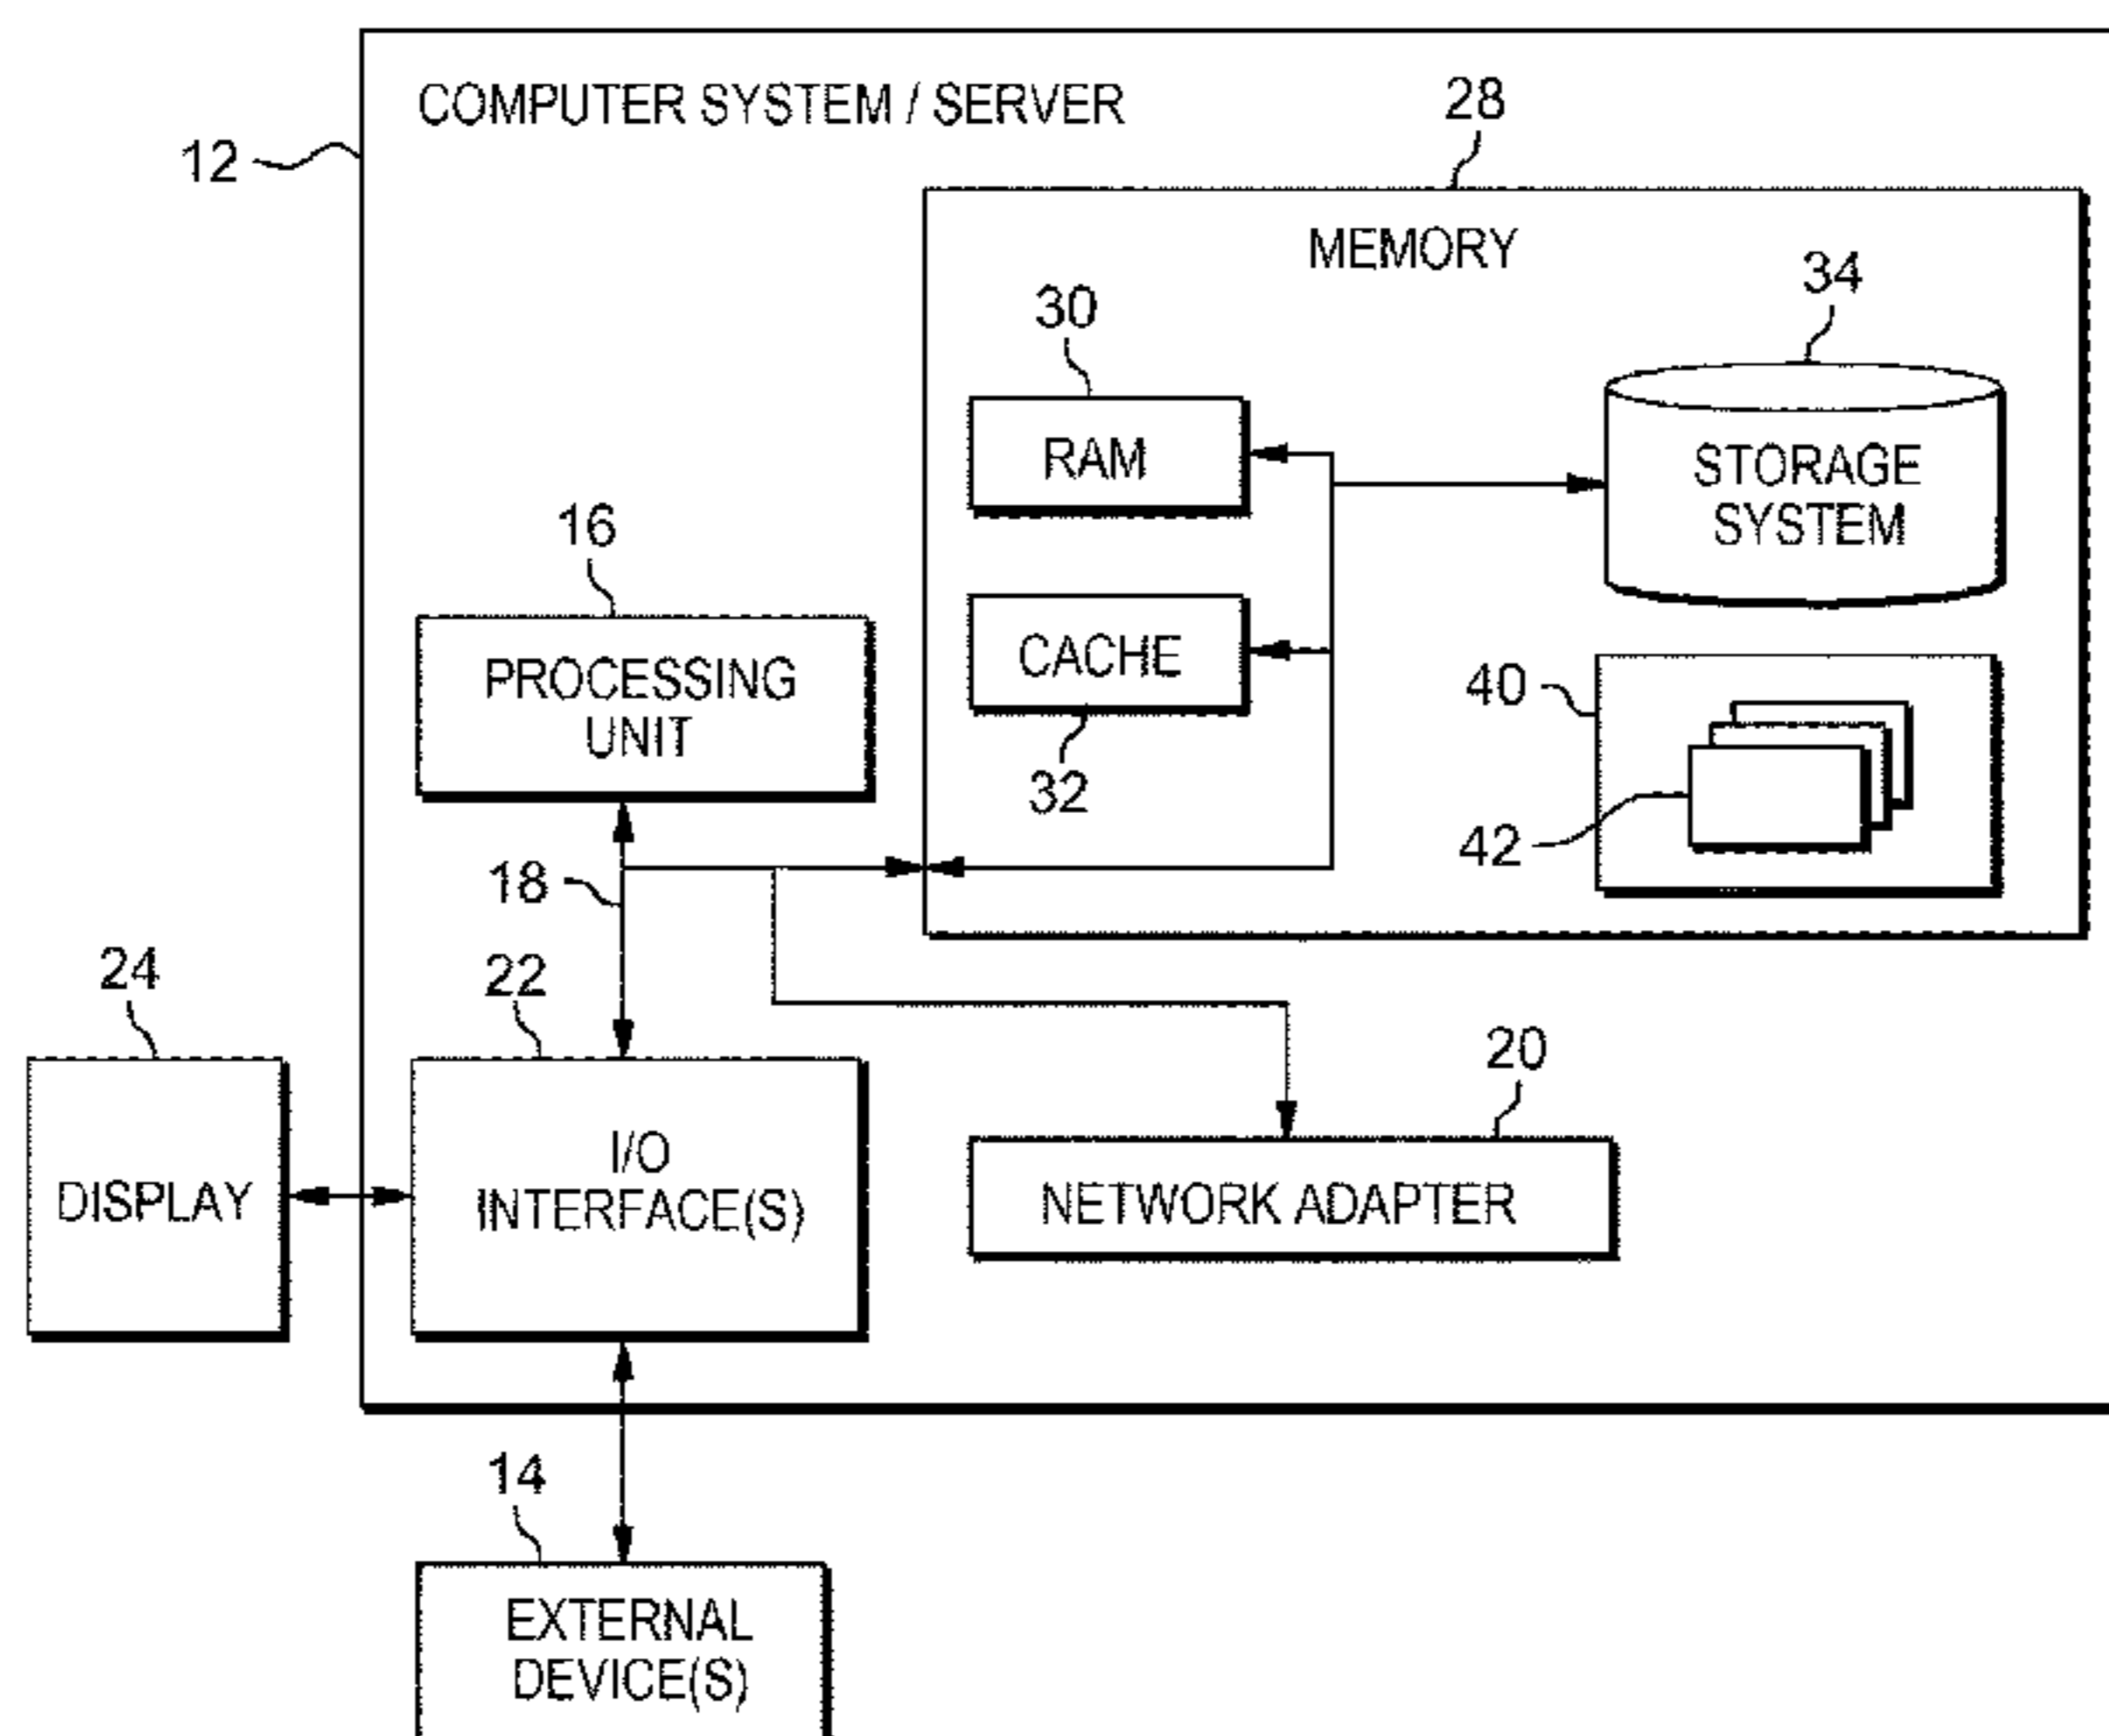 COMPUTER SYSTEM / SERVER
12
28
MEMORY
30
34
RAM
STORAGE
SYSTEM
16
PROCESSING
UNIT
CACHE
32
40
42
18
24
22
20
DISPLAY
I/O
INTERFACE(S)
NETWORK ADAPTER
14
EXTERNAL
DEVICE(S)